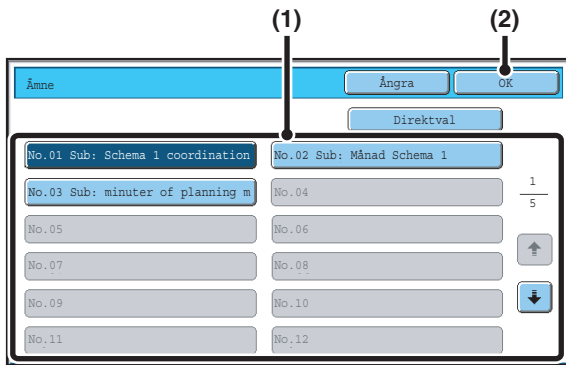 (1) (2)
Ämne Ångra OK
Direktval
No.01 Sub: Schema 1 coordination No.02 Sub: Månad Schema 1
No.03 Sub: minuter of planning m No.04
1
5
No.05 No.06
No.07 No.08
No.09 No.10
No.11 No.12